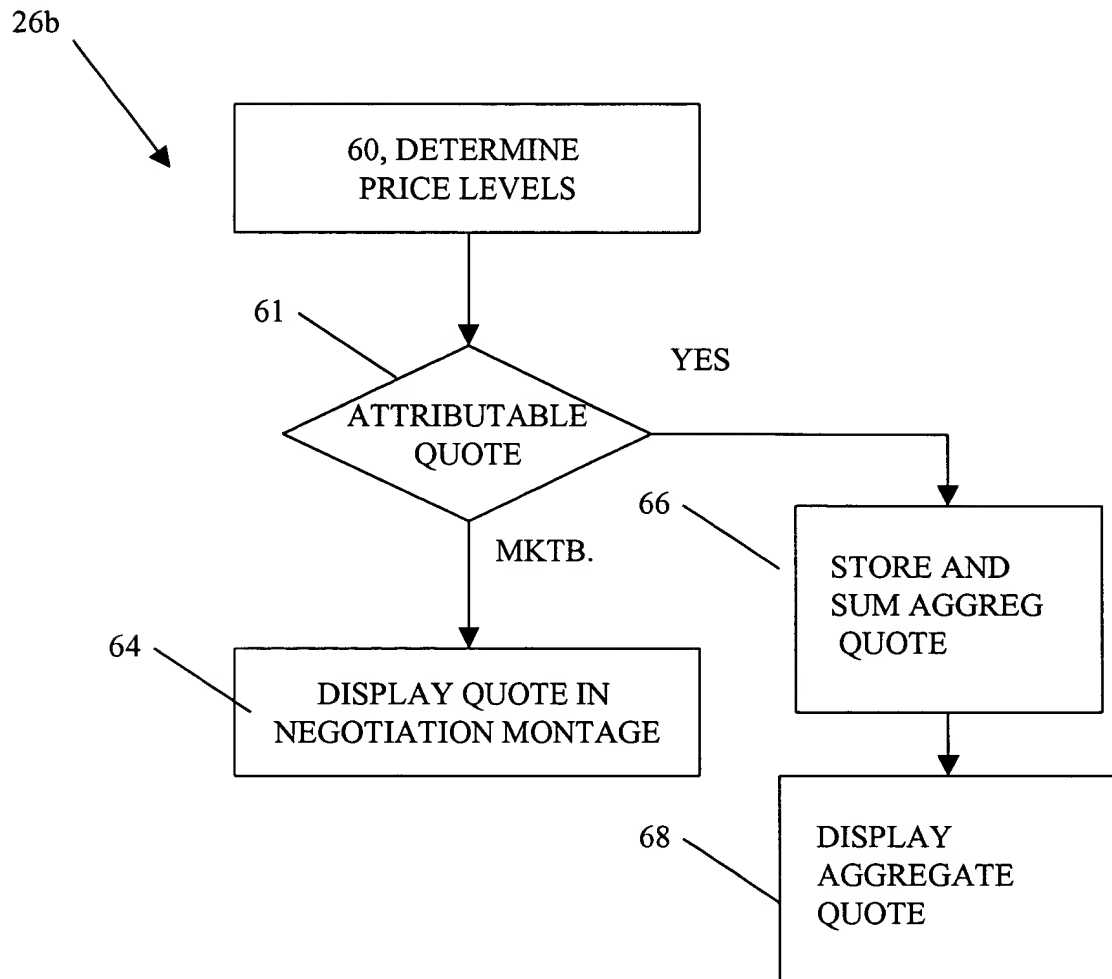 26b
60, DETERMINE
PRICE LEVELS
61
YES
ATTRIBUTABLE
QUOTE
66
MKTB.
STORE AND
SUM AGGREG
QUOTE
64
DISPLAY QUOTE IN
NEGOTIATION MONTAGE
68
DISPLAY
AGGREGATE
QUOTE